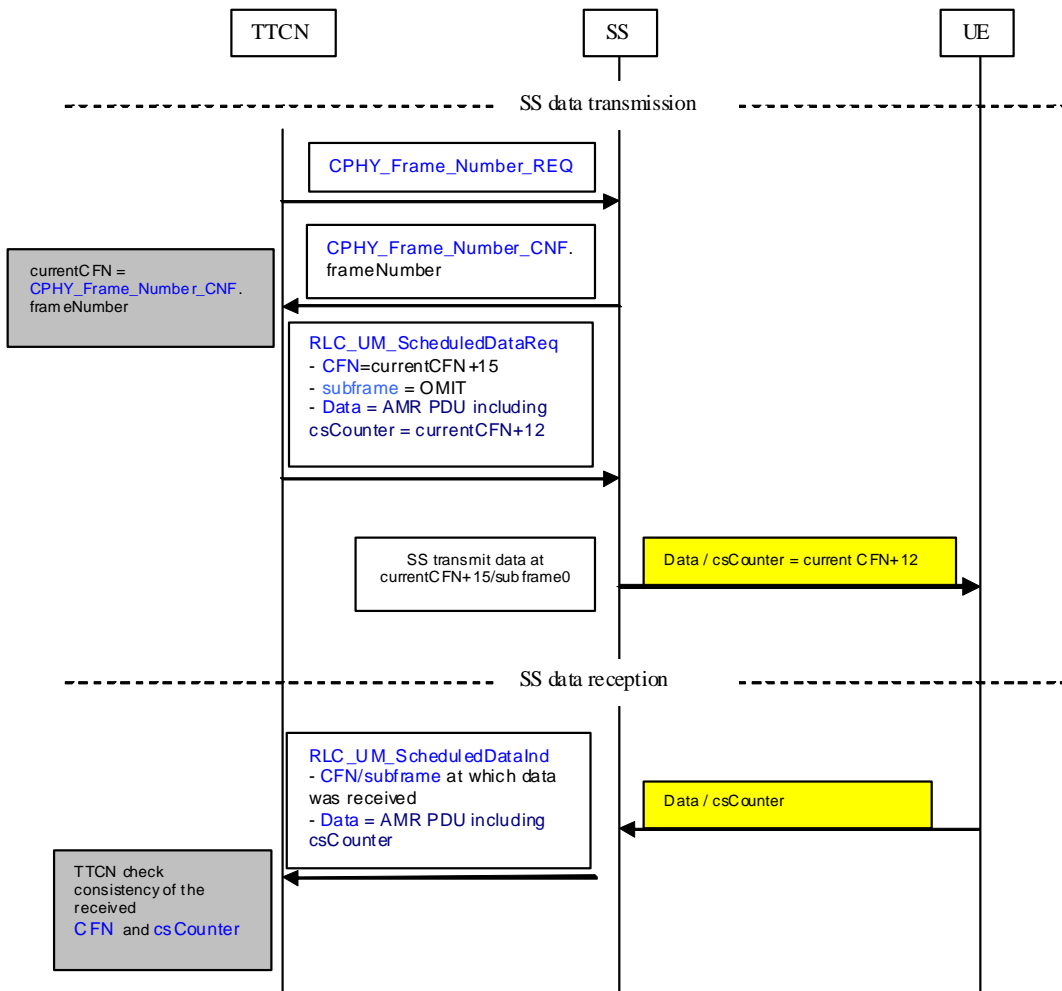 TTCN
SS
UE
SS data transmission
CPHY_Frame_Number_REQ
CPHY_Frame_Number_CNF.
frameNumber
currentCFN =
CPHY_Frame_Number_CNF.
frameNumber
RLC_UM_ScheduledDataReq
- CFN=currentCFN+15
- subframe = OMIT
- Data = AMR PDU including
csCounter = currentCFN+12
SS transmit data at
currentCFN+15/subframe0
Data / csCounter = current CFN+12
SS data reception
RLC_UM_ScheduledDataInd
- CFN/subframe at which data
was received
- Data = AMR PDU including
csCounter
Data / csCounter
TTCN check
consistency of the
received
CFN and csCounter